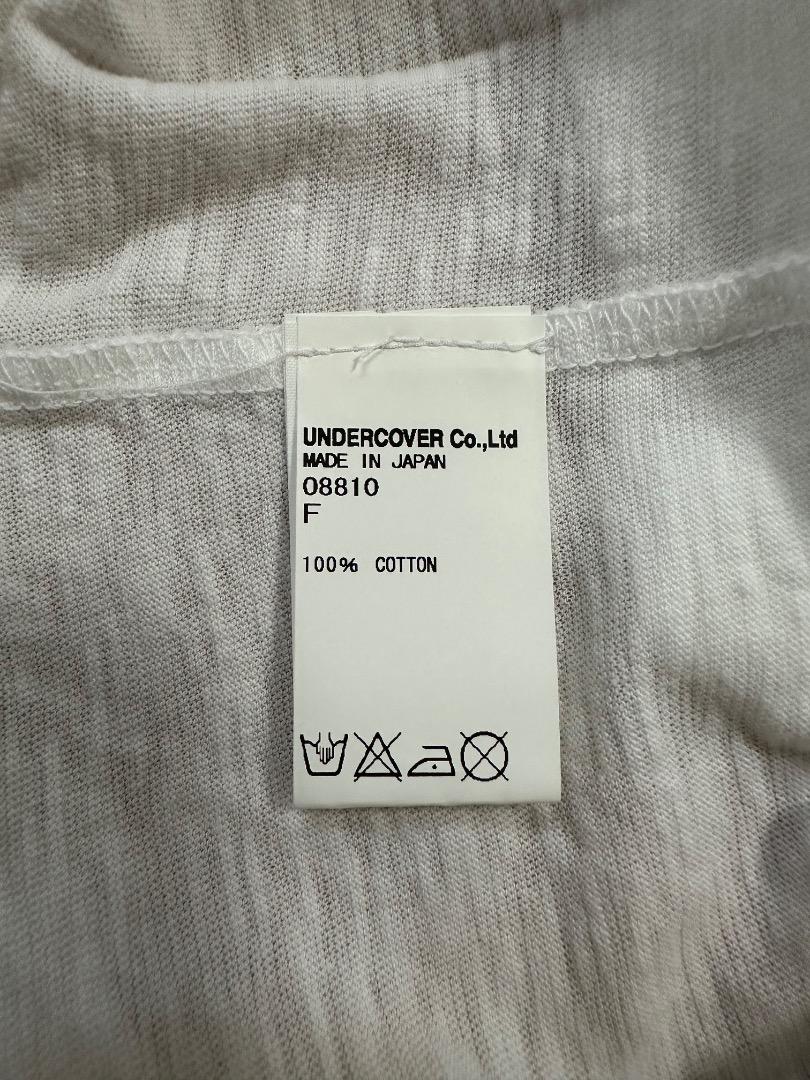 UNDERCOVER Co.,Ltd
MADE IN JAPAN
08810
F
100% COTTON